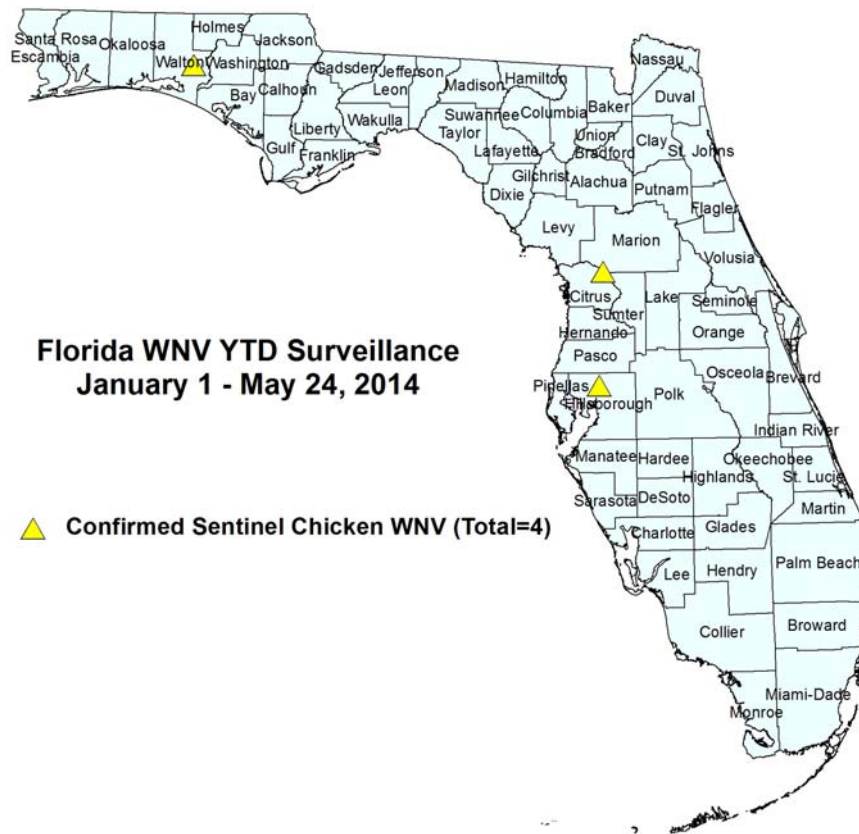 Holmes
Jackson
Santa Rosa
Okaloosa
Escambia
Walton
Washington
Gadsden
Jefferson
Leon
Madison
Hamilton
Nassau
Bay
Calhoun
Liberty
Wakulla
Gulf
Franklin
Suwannee
Columbia
Baker
Duval
Taylor
Lafayette
Union
Bradford
Clay
St. Johns
Gilchrist
Alachua
Putnam
Dixie
Flagler
Levy
Marion
Volusia
Citrus
Sumter
Lake
Seminole
Hernando
Orange
Pasco
Osceola
Brevard
Pinellas
Hillsborough
Polk
Indian River
Florida WNV YTD Surveillance
January 1 - May 24, 2014
Manatee
Hardee
Highlands
Okeechobee
St. Lucie
Sarasota
DeSoto
Martin
Confirmed Sentinel Chicken WNV (Total=4)
Charlotte
Glades
Lee
Hendry
Palm Beach
Collier
Broward
Monroe
Miami-Dade